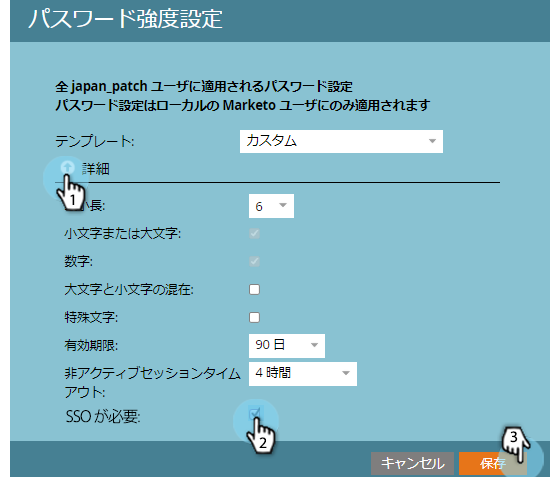 パスワード強度設定
全 japan_patch ユーザに適用されるパスワード設定
パスワード設定はローカルの Marketo ユーザにのみ適用されます
テンプレート: カスタム
詳細
1
長: 6
小文字または大文字:
数字:
大文字と小文字の混在:
特殊文字:
有効期限: 90 日
非アクティブセッションタイム 4 時間
アウト:
SSO が必要:
2
3
キャンセル 保存